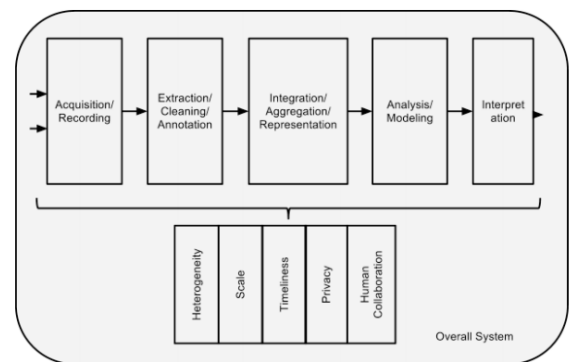 Acquisition/
Recording
Extraction/
Cleaning/
Annotation
Integration/
Aggregation/
Representation
Analysis/
Modeling
Interpret
ation
Heterogeneity
Scale
Timeliness
Privacy
Human
Collaboration
Overall System